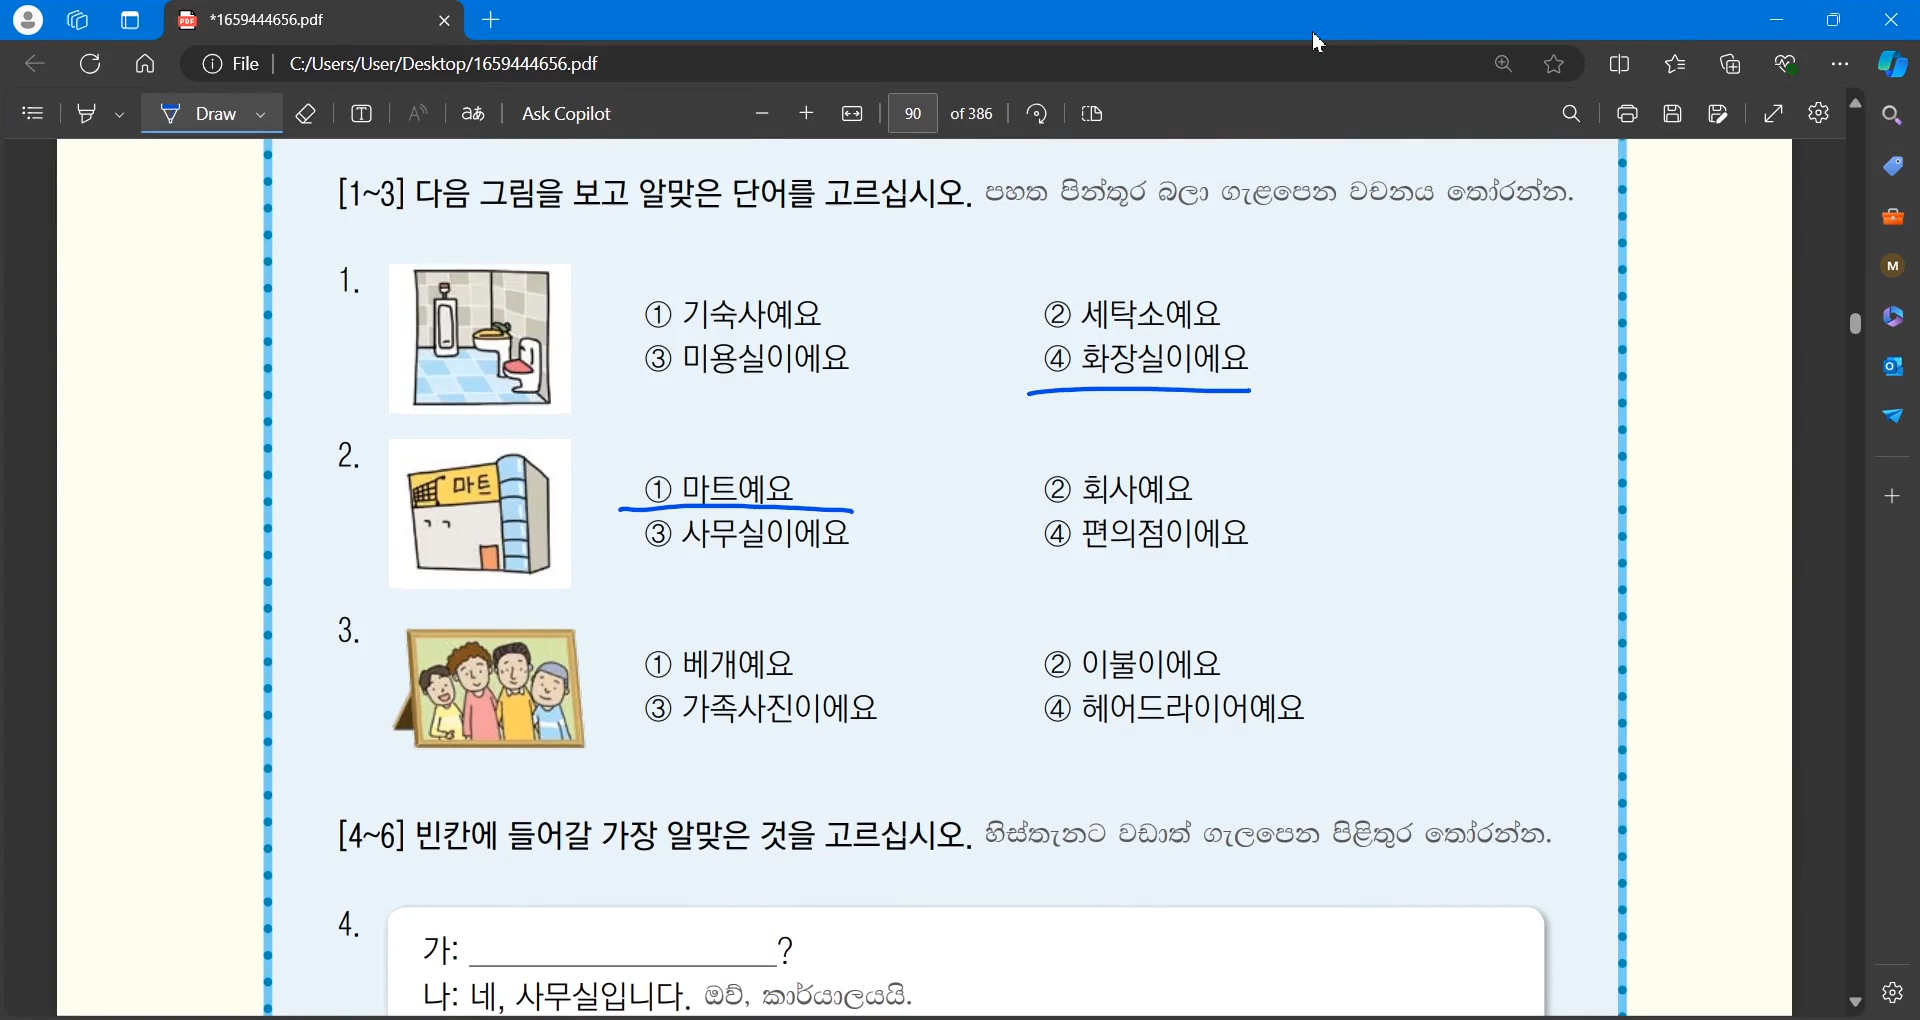 *1659444656.pdf
File
C:/Users/User/Desktop/1659444656.pdf
Draw
aあ
Ask Copilot
90 of 386
M
[1~3] 다음 그림을 보고 알맞은 단어를 고르십시오. පහත පින්තූර බලා ගැළපෙන වචනය තෝරන්න.
1.
① 기숙사예요 ② 세탁소예요
③ 미용실이에요 ④ 화장실이에요
2.
마트
① 마트예요 ② 회사예요
③ 사무실이에요 ④ 편의점이에요
3.
① 베개예요 ② 이불이에요
③ 가족사진이에요 ④ 헤어드라이어예요
[4~6] 빈칸에 들어갈 가장 알맞은 것을 고르십시오. හිස්තැනට වඩාත් ගැලපෙන පිළිතුර තෝරන්න.
4.
가: ____________________?
나: 네, 사무실입니다. ඔව්, කාර්යාලයයි.